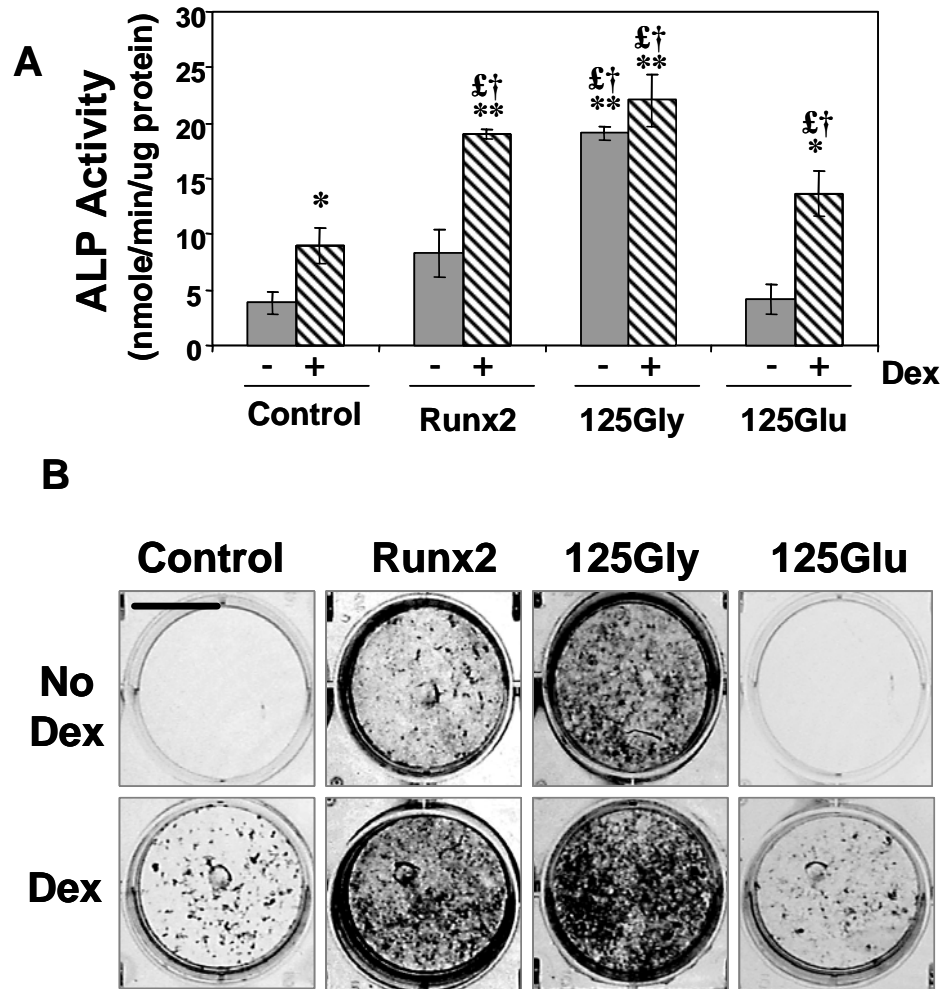 A
ALP Activity
(nmole/min/ug protein)
30
25
20
15
10
5
0
*
£†
**
£†
**
£†
**
£†
*
- + - + - + - + Dex
Control Runx2 125Gly 125Glu
B
Control Runx2 125Gly 125Glu
No
Dex
Dex